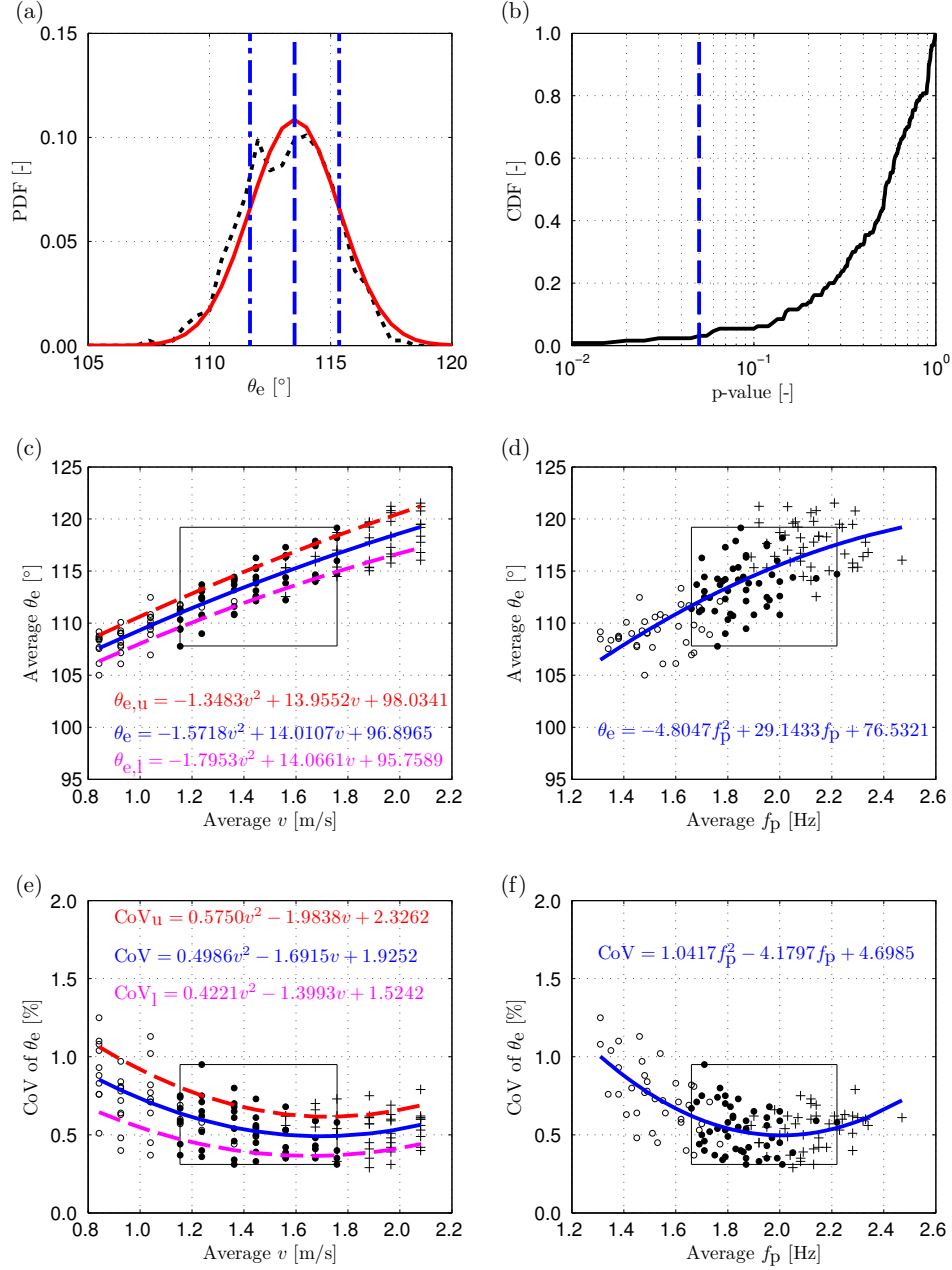 (a)
(b)
0.15
0.10
0.05
0.00
PDF [-]
105
110
115
120
θe [°]
1.0
0.8
0.6
0.4
0.2
0.0
CDF [-]
10⁻²
10⁻¹
10⁰
p-value [-]
(c)
(d)
125
120
115
110
105
100
95
Average θe [°]
θe,u = −1.3483v² + 13.9552v + 98.0341
θe = −1.5718v² + 14.0107v + 96.8965
θe,l = −1.7953v² + 14.0661v + 95.7589
0.8
1.0
1.2
1.4
1.6
1.8
2.0
2.2
Average v [m/s]
125
120
115
110
105
100
95
Average θe [°]
θe = −4.8047fp² + 29.1433fp + 76.5321
1.2
1.4
1.6
1.8
2.0
2.2
2.4
2.6
Average fp [Hz]
(e)
(f)
2.0
1.5
1.0
0.5
0.0
CoV of θe [%]
CoVu = 0.5750v² − 1.9838v + 2.3262
CoV = 0.4986v² − 1.6915v + 1.9252
CoVl = 0.4221v² − 1.3993v + 1.5242
0.8
1.0
1.2
1.4
1.6
1.8
2.0
2.2
Average v [m/s]
2.0
1.5
1.0
0.5
0.0
CoV of θe [%]
CoV = 1.0417fp² − 4.1797fp + 4.6985
1.2
1.4
1.6
1.8
2.0
2.2
2.4
2.6
Average fp [Hz]